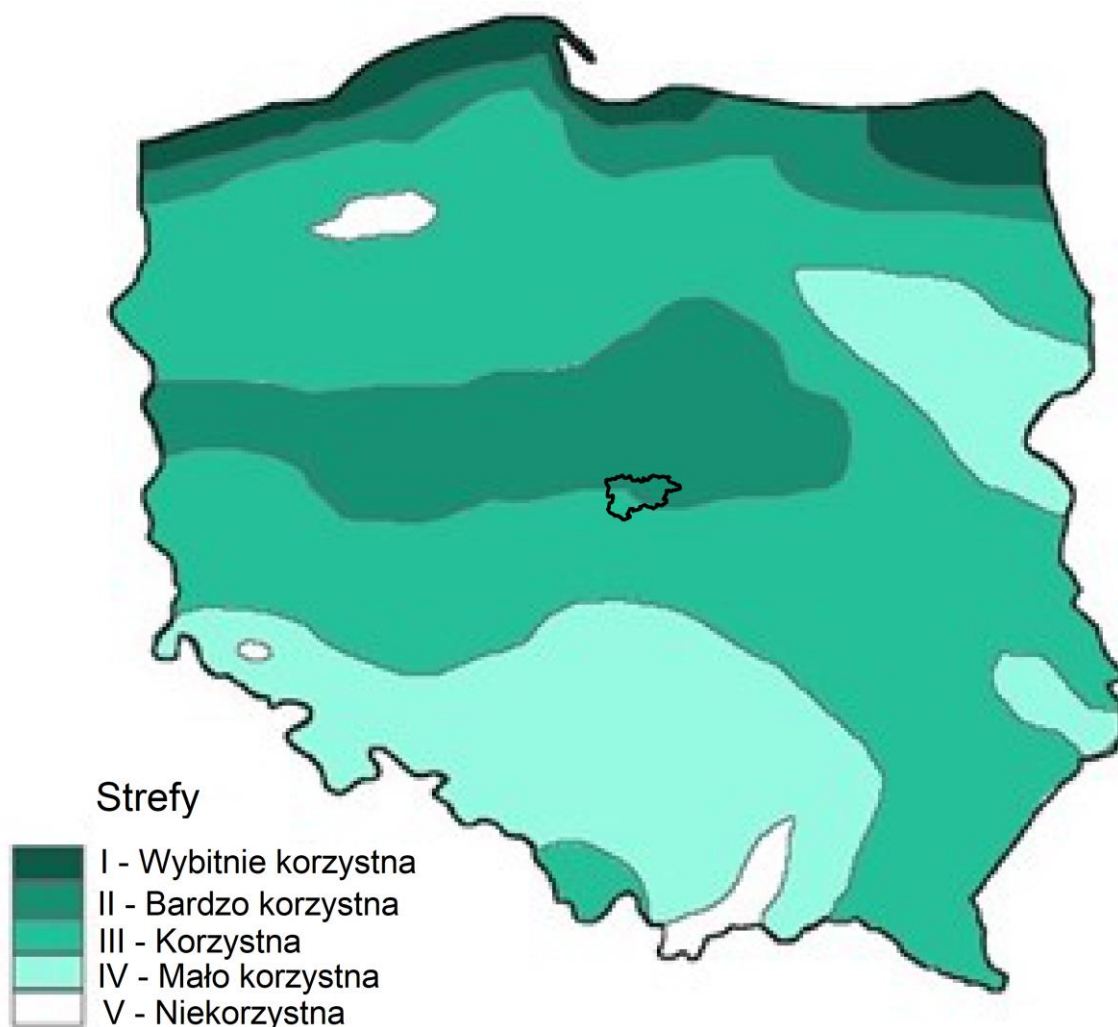 Strefy
I - Wybitnie korzystna
II - Bardzo korzystna
III - Korzystna
IV - Mało korzystna
V - Niekorzystna